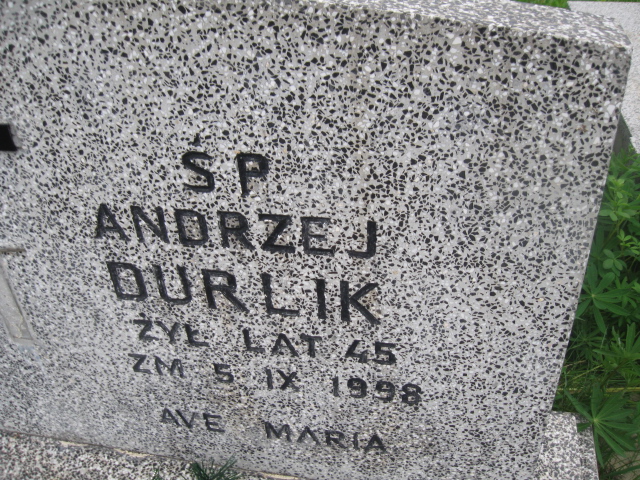 ŚP
ANDRZEJ
DURLIK
ŻYŁ LAT 45
ZM 5 IX 1998
AVE MARIA